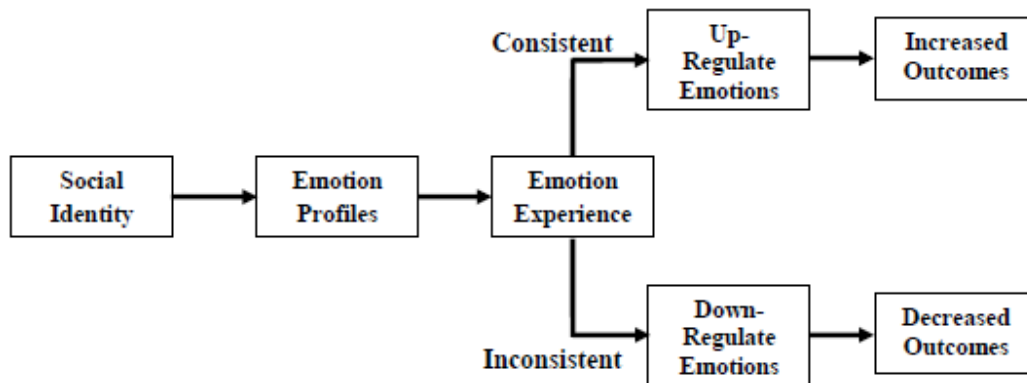 Social
Identity
Emotion
Profiles
Emotion
Experience
Consistent
Up-
Regulate
Emotions
Increased
Outcomes
Inconsistent
Down-
Regulate
Emotions
Decreased
Outcomes